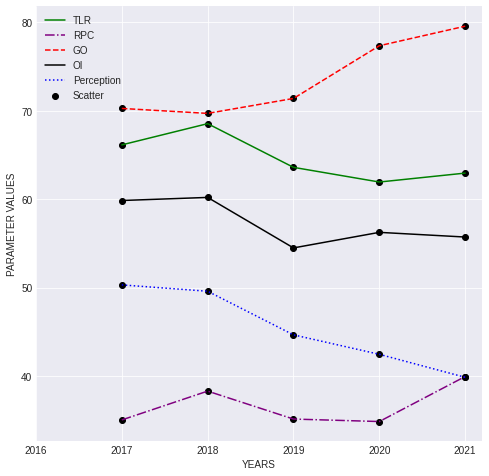 80
TLR
RPC
GO
OI
Perception
Scatter
70
60
50
40
PARAMETER VALUES
2016 2017 2018 2019 2020 2021
YEARS